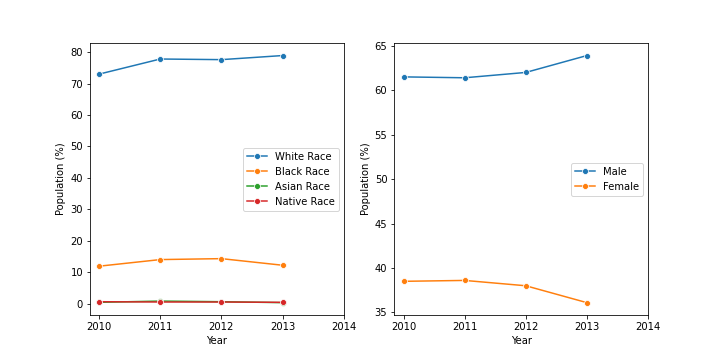 80
70
60
50
40
30
20
10
0
Population (%)
White Race
Black Race
Asian Race
Native Race
2010 2011 2012 2013 2014
Year
65
60
55
50
45
40
35
Population (%)
Male
Female
2010 2011 2012 2013 2014
Year